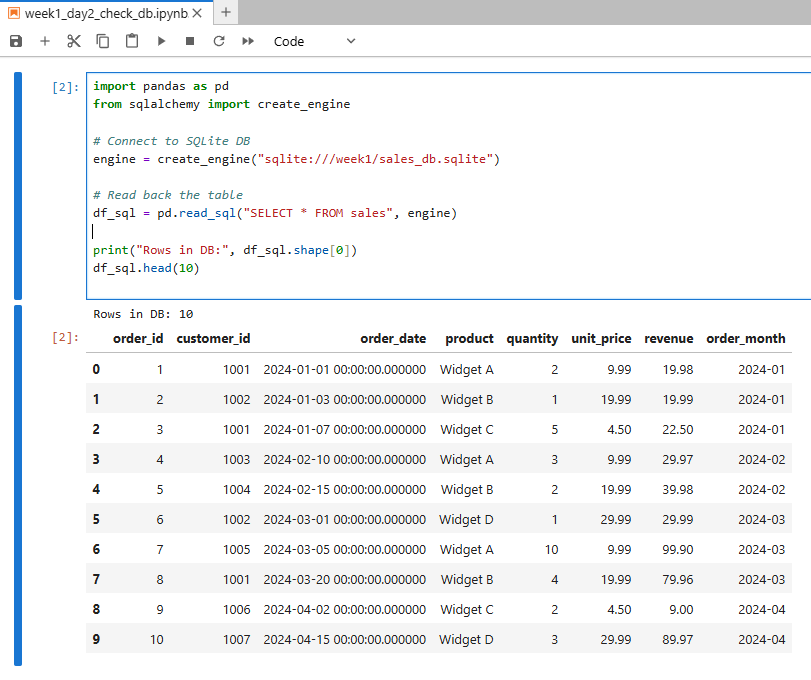 week1_day2_check_db.ipynb
Code
[2]:
import pandas as pd
from sqlalchemy import create_engine
# Connect to SQLite DB
engine = create_engine("sqlite:///week1/sales_db.sqlite")
# Read back the table
df_sql = pd.read_sql("SELECT * FROM sales", engine)
print("Rows in DB:", df_sql.shape[0])
df_sql.head(10)
Rows in DB: 10
[2]:
order_id customer_id order_date product quantity unit_price revenue order_month
0 1 1001 2024-01-01 00:00:00.000000 Widget A 2 9.99 19.98 2024-01
1 2 1002 2024-01-03 00:00:00.000000 Widget B 1 19.99 19.99 2024-01
2 3 1001 2024-01-07 00:00:00.000000 Widget C 5 4.50 22.50 2024-01
3 4 1003 2024-02-10 00:00:00.000000 Widget A 3 9.99 29.97 2024-02
4 5 1004 2024-02-15 00:00:00.000000 Widget B 2 19.99 39.98 2024-02
5 6 1002 2024-03-01 00:00:00.000000 Widget D 1 29.99 29.99 2024-03
6 7 1005 2024-03-05 00:00:00.000000 Widget A 10 9.99 99.90 2024-03
7 8 1001 2024-03-20 00:00:00.000000 Widget B 4 19.99 79.96 2024-03
8 9 1006 2024-04-02 00:00:00.000000 Widget C 2 4.50 9.00 2024-04
9 10 1007 2024-04-15 00:00:00.000000 Widget D 3 29.99 89.97 2024-04